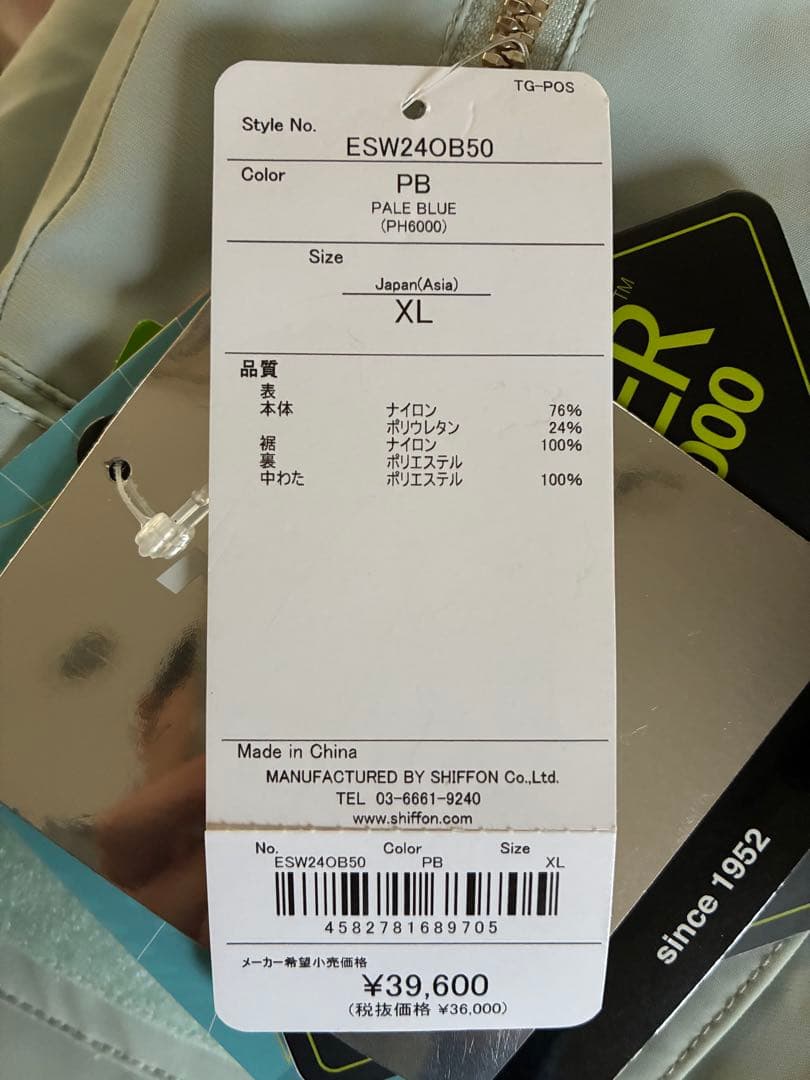 TG-POS
Style No.
ESW24OB50
Color
PB
PALE BLUE
(PH6000)
Size
Japan(Asia)
XL
品質
表
本体 ナイロン 76%
ポリウレタン 24%
裾 ナイロン 100%
裏 ポリエステル
中わた ポリエステル 100%
Made in China
MANUFACTURED BY SHIFFON Co.,Ltd.
TEL 03-6661-9240
www.shiffon.com
No. Color Size
ESW24OB50 PB XL
4582781689705
メーカー希望小売価格
¥39,600
(税抜価格 ¥36,000)
TM
since 1952